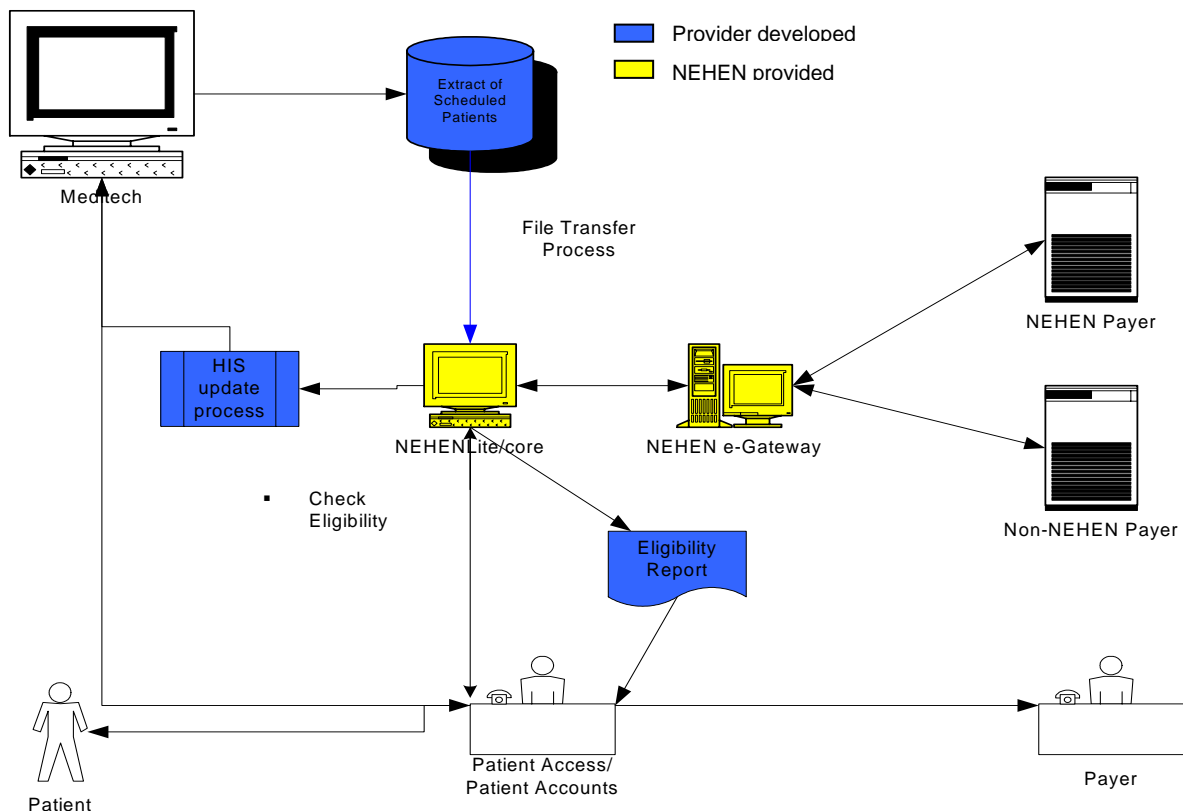 Provider developed
NEHEN provided
Extract of
Scheduled
Patients
Meditech
File Transfer
Process
NEHEN Payer
HIS
update
process
NEHENLite/core
NEHEN e-Gateway
▪ Check
Eligibility
Non-NEHEN Payer
Eligibility
Report
Patient Access/
Patient Accounts
Payer
Patient